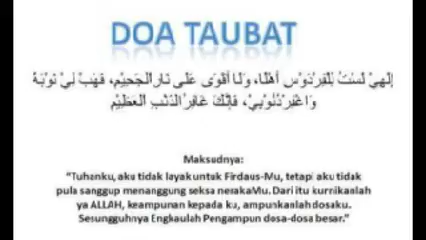 DOA TAUBAT
إِلٰهِيْ لَسْتُ لِلْفِرْدَوْسِ أَهْلًا، وَلَا أَقْوَى عَلَى نَارِالْجَحِيْمِ، فَهَبْ لِيْ تَوْبَةً
وَاغْفِرْذُنُوْبِيْ، فَإِنَّكَ غَافِرُالذَّنْبِ الْعَظِيْمِ
Maksudnya:
"Tuhanku, aku tidak layak untuk Firdaus-Mu, tetapi aku tidak
pula sanggup menanggung seksa nerakaMu. Dari itu kurnikanlah
ya ALLAH, keampunan kepada ku, ampunkanlah dosaku.
Sesungguhnya Engkaulah Pengampun dosa-dosa besar."